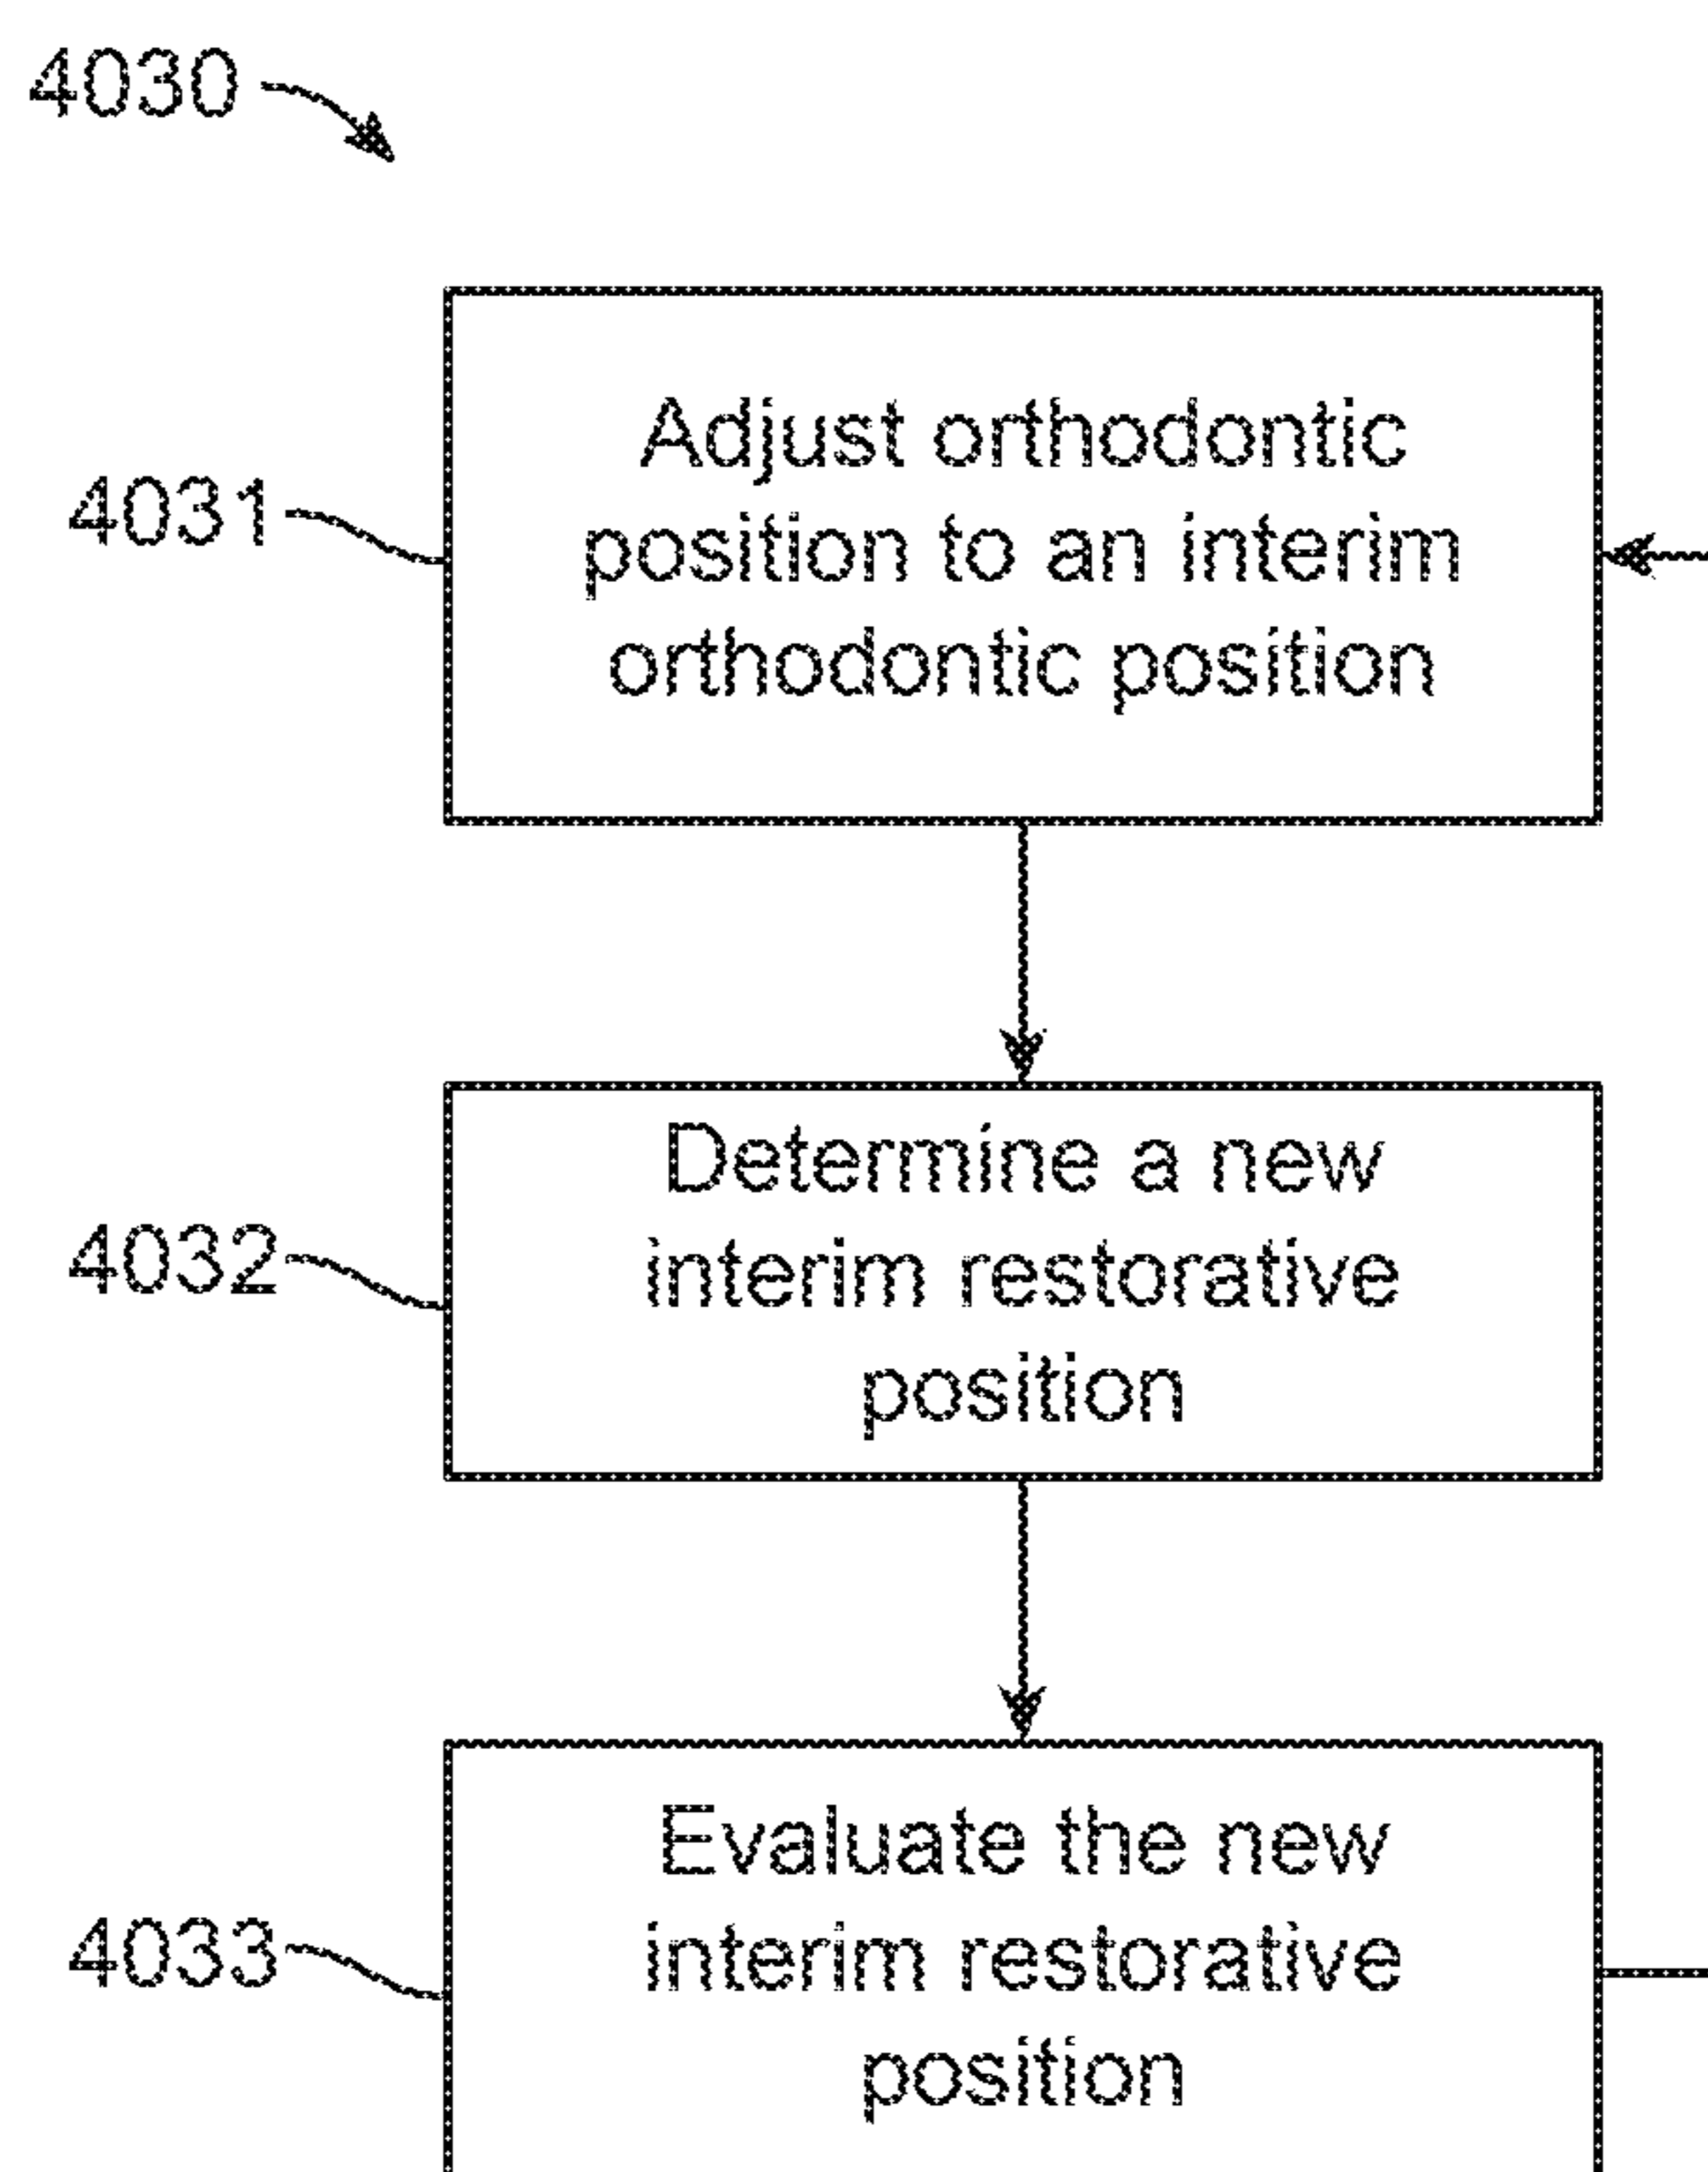 4030
4031
Adjust orthodontic
position to an interim
orthodontic position
4032
Determine a new
interim restorative
position
4033
Evaluate the new
interim restorative
position